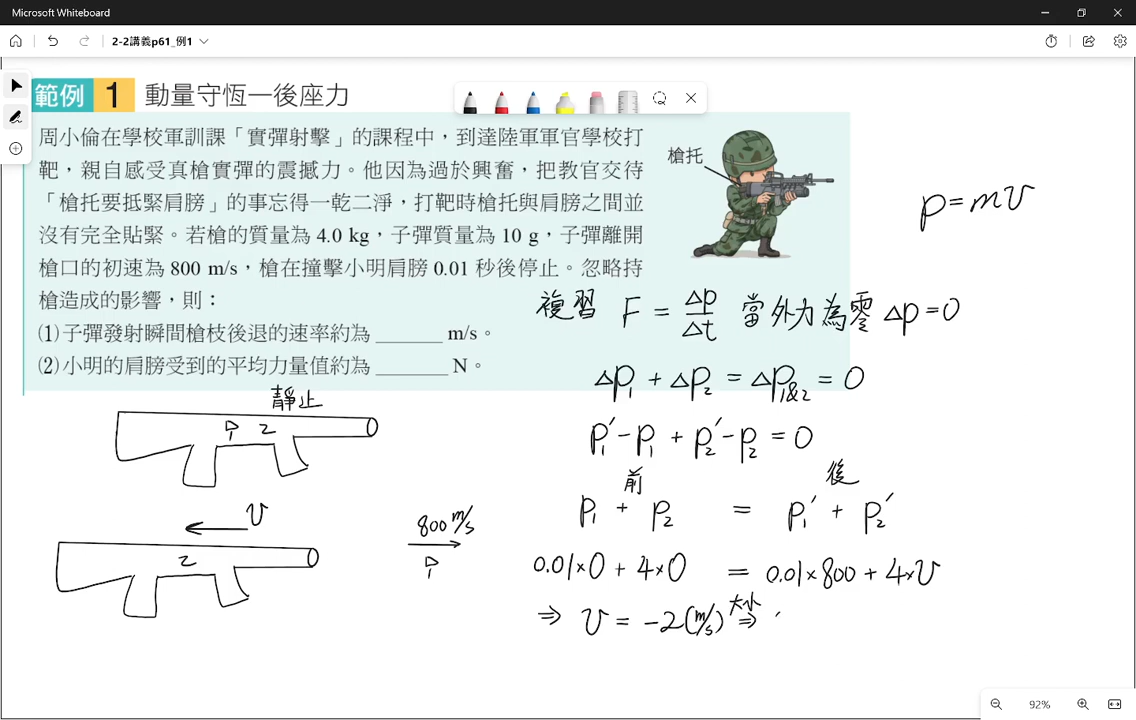 Microsoft Whiteboard
2-2講義p61_例1
範例 1 動量守恆—後座力
周小倫在學校軍訓課「實彈射擊」的課程中，到達陸軍軍官學校打
靶，親自感受真槍實彈的震撼力。他因為過於興奮，把教官交待
「槍托要抵緊肩膀」的事忘得一乾二淨，打靶時槍托與肩膀之間並
沒有完全貼緊。若槍的質量為 4.0 kg，子彈質量為 10 g，子彈離開
槍口的初速為 800 m/s，槍在撞擊小明肩膀 0.01 秒後停止。忽略持
槍造成的影響，則：
⑴子彈發射瞬間槍枝後退的速率約為 ______ m/s。
⑵小明的肩膀受到的平均力量值約為 ______ N。
槍托
p=mv
複習 F = Δp/Δt 當外力為零 Δp=0
Δp₁ + Δp₂ = Δp₁&₂ = 0
p₁′-p₁ + p₂′-p₂ = 0
前 後
p₁ + p₂ = p₁′ + p₂′
0.01×0 + 4×0 = 0.01×800 + 4×v
⇒ v = -2(m/s) 大小 ⇒
靜止
1 2
v
2
800 m/s
1
92%